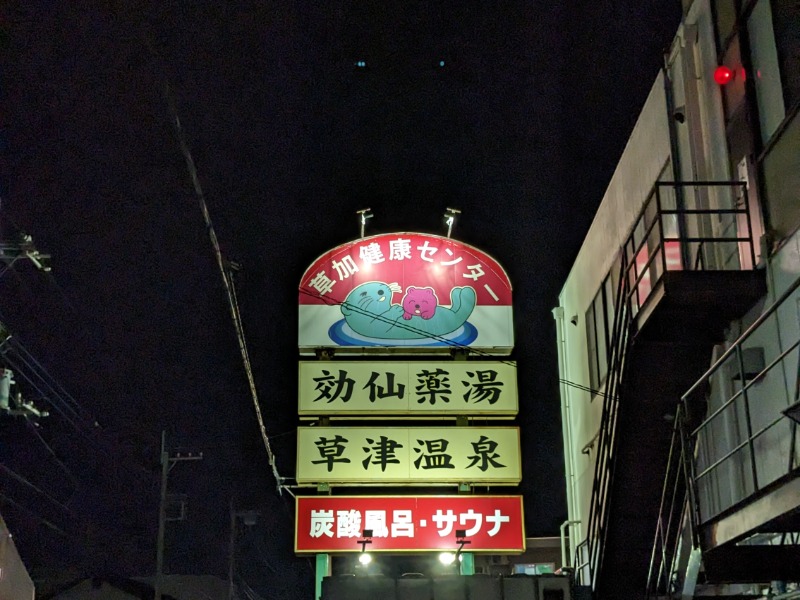 草加健康センター
効仙薬湯
草津温泉
炭酸風呂・サウナ